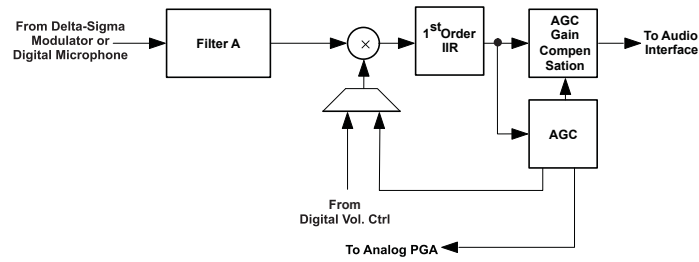 From Delta-Sigma
Modulator or
Digital Microphone
Filter A
×
1st Order
IIR
AGC
Gain
Compen
Sation
To Audio
Interface
AGC
From
Digital Vol. Ctrl
To Analog PGA